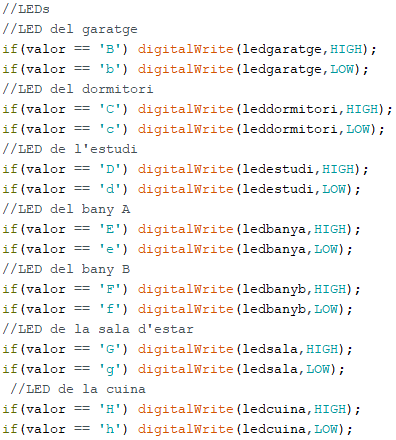 //LEDs
//LED del garatge
if(valor == 'B') digitalWrite(ledgaratge,HIGH);
if(valor == 'b') digitalWrite(ledgaratge,LOW);
//LED del dormitori
if(valor == 'C') digitalWrite(leddormitori,HIGH);
if(valor == 'c') digitalWrite(leddormitori,LOW);
//LED de l'estudi
if(valor == 'D') digitalWrite(ledestudi,HIGH);
if(valor == 'd') digitalWrite(ledestudi,LOW);
//LED del bany A
if(valor == 'E') digitalWrite(ledbanya,HIGH);
if(valor == 'e') digitalWrite(ledbanya,LOW);
//LED del bany B
if(valor == 'F') digitalWrite(ledbanyb,HIGH);
if(valor == 'f') digitalWrite(ledbanyb,LOW);
//LED de la sala d'estar
if(valor == 'G') digitalWrite(ledsala,HIGH);
if(valor == 'g') digitalWrite(ledsala,LOW);
//LED de la cuina
if(valor == 'H') digitalWrite(ledcuina,HIGH);
if(valor == 'h') digitalWrite(ledcuina,LOW);